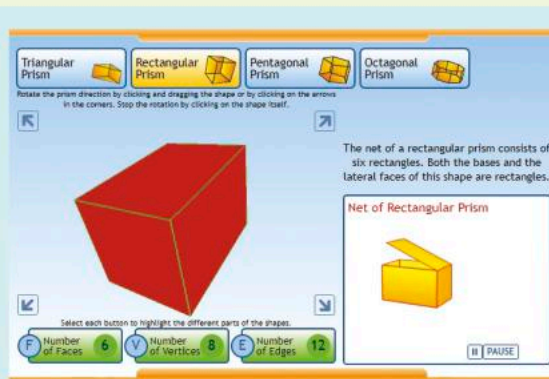 Triangular
Prism
Rectangular
Prism
Pentagonal
Prism
Octagonal
Prism
Rotate the prism direction by clicking and dragging the shape or by clicking on the arrows
in the corners. Stop the rotation by clicking on the shape itself.
The net of a rectangular prism consists of
six rectangles. Both the bases and the
lateral faces of this shape are rectangles.
Net of Rectangular Prism
Select each button to highlight the different parts of the shapes.
F Number
of Faces 6
V Number
of Vertices 8
E Number
of Edges 12
PAUSE